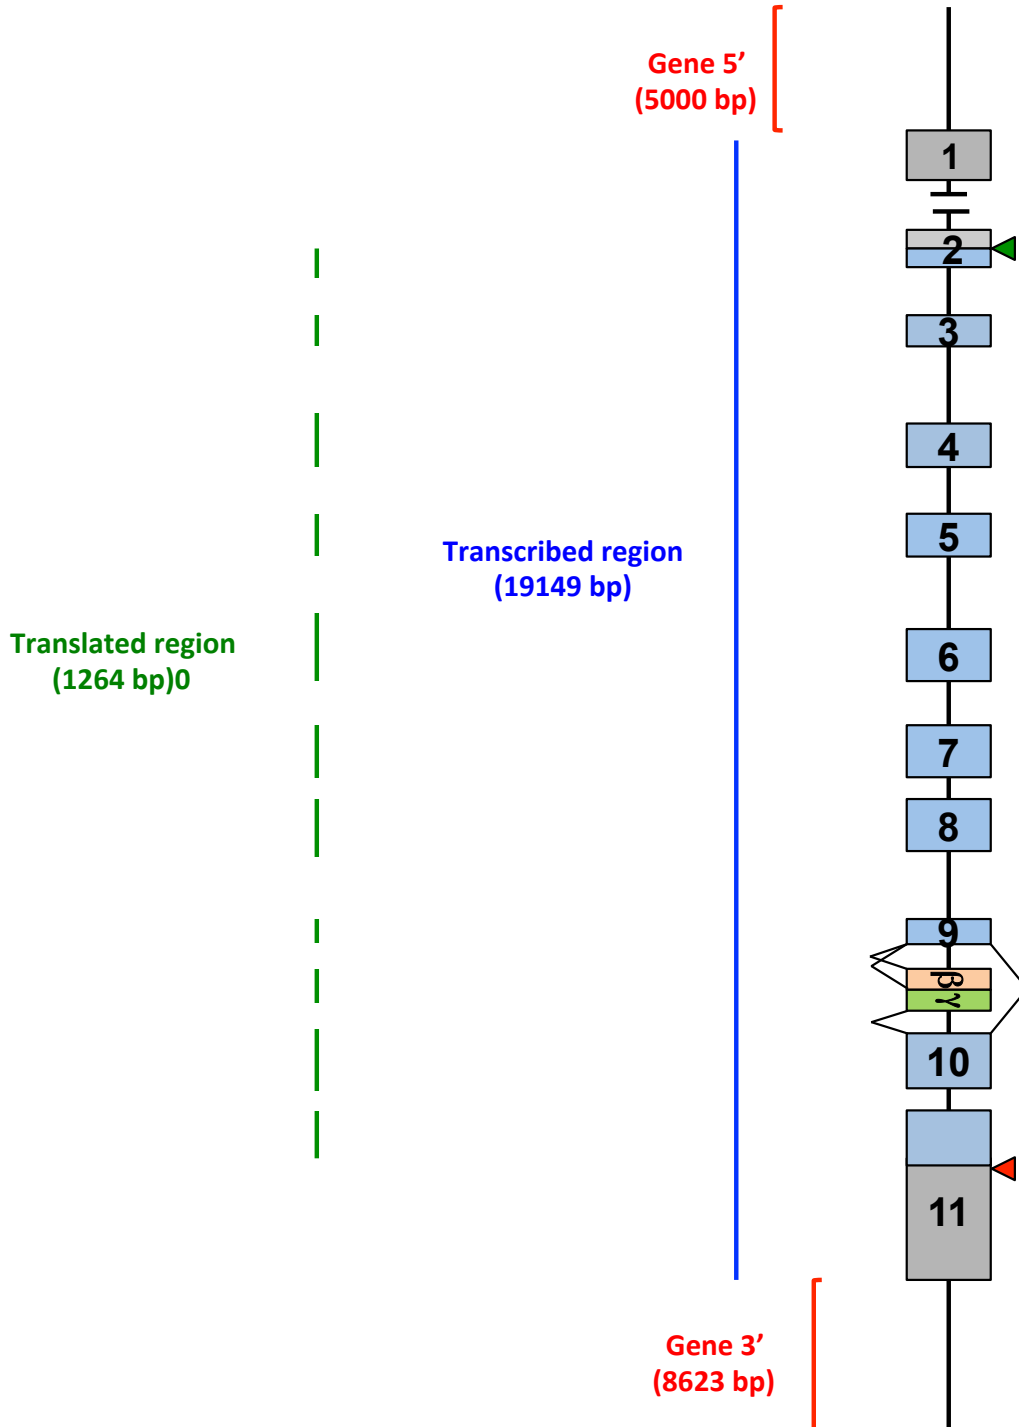 Gene 5’
(5000 bp)
1
2
3
4
5
Transcribed region
(19149 bp)
Translated region
(1264 bp)0
6
7
8
9
β
γ
10
11
Gene 3’
(8623 bp)